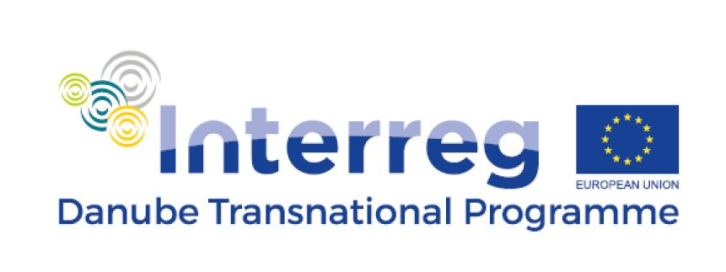 Interreg
EUROPEAN UNION
Danube Transnational Programme